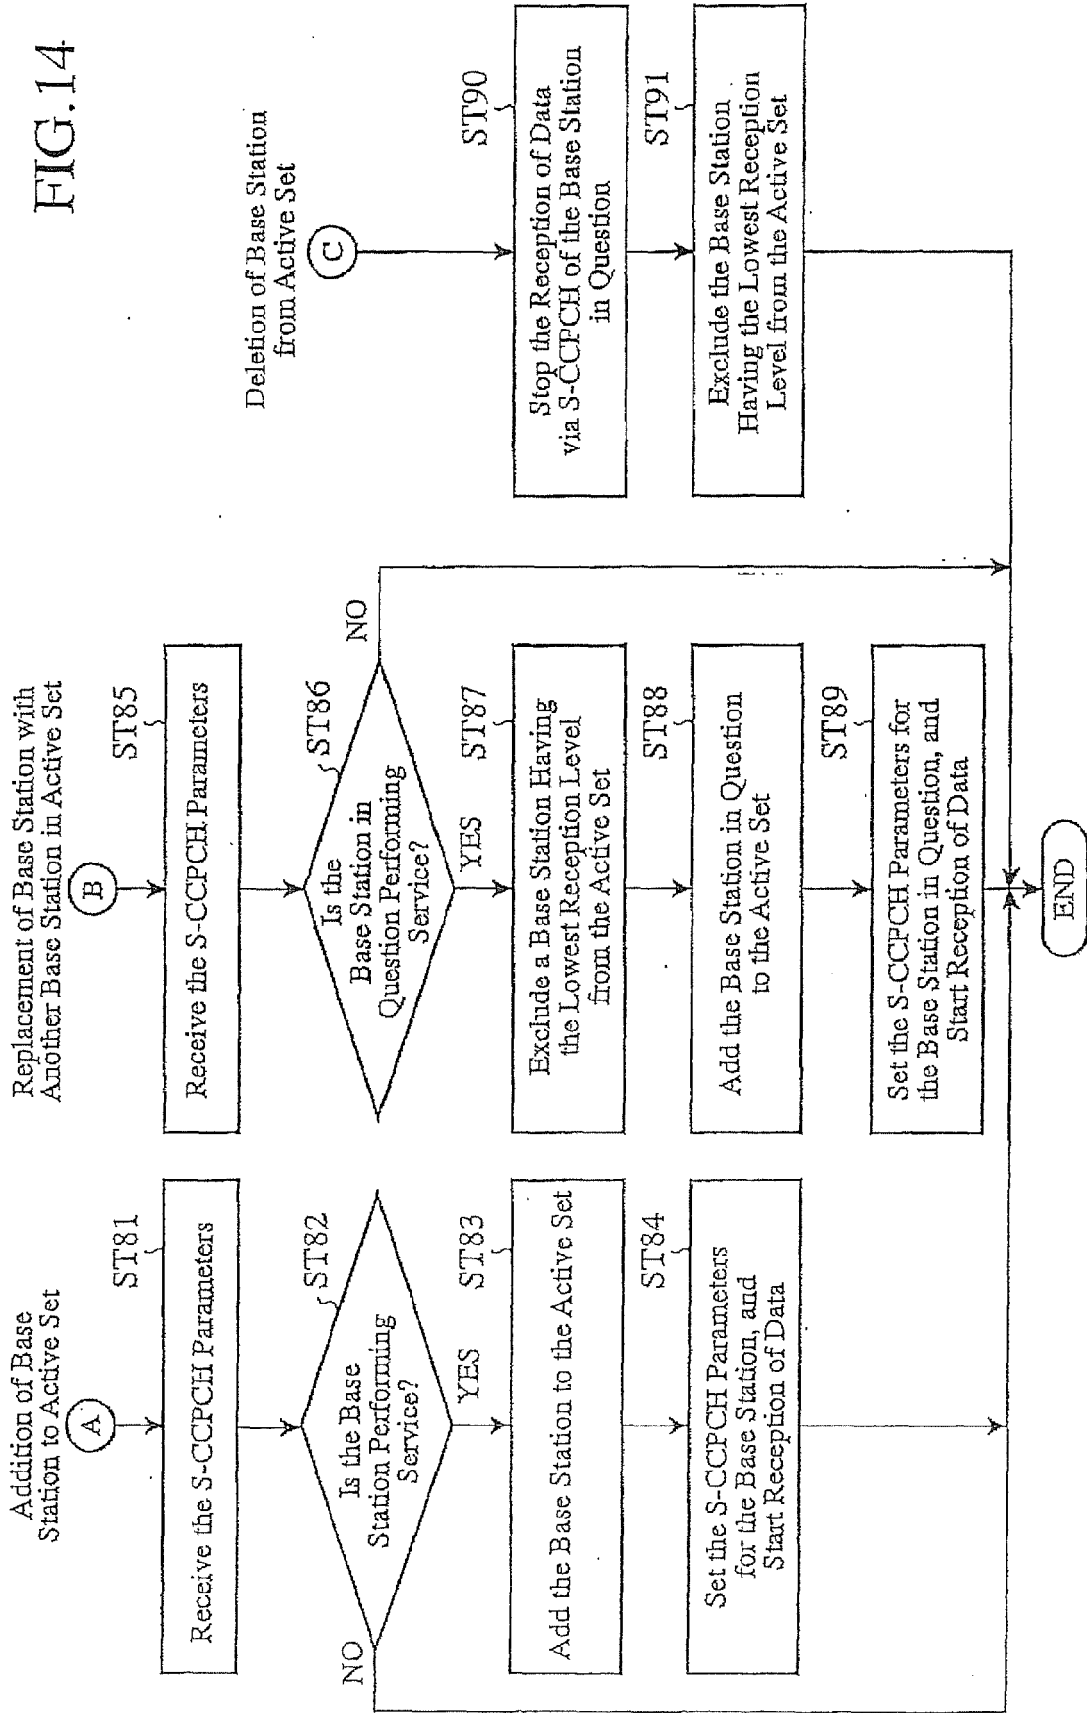 FIG.14
Addition of Base
Station to Active Set
A
ST81
Receive the S-CCPCH Parameters
ST82
Is the Base
Station Performing
Service?
NO
YES
ST83
Add the Base Station to the Active Set
ST84
Set the S-CCPCH Parameters
for the Base Station, and
Start Reception of Data
Replacement of Base Station with
Another Base Station in Active Set
B
ST85
Receive the S-CCPCH Parameters
ST86
Is the
Base Station in
Question Performing
Service?
NO
YES
ST87
Exclude a Base Station Having
the Lowest Reception Level
from the Active Set
ST88
Add the Base Station in Question
to the Active Set
ST89
Set the S-CCPCH Parameters for
the Base Station in Question, and
Start Reception of Data
Deletion of Base Station
from Active Set
C
ST90
Stop the Reception of Data
via S-CCPCH of the Base Station
in Question
ST91
Exclude the Base Station
Having the Lowest Reception
Level from the Active Set
END